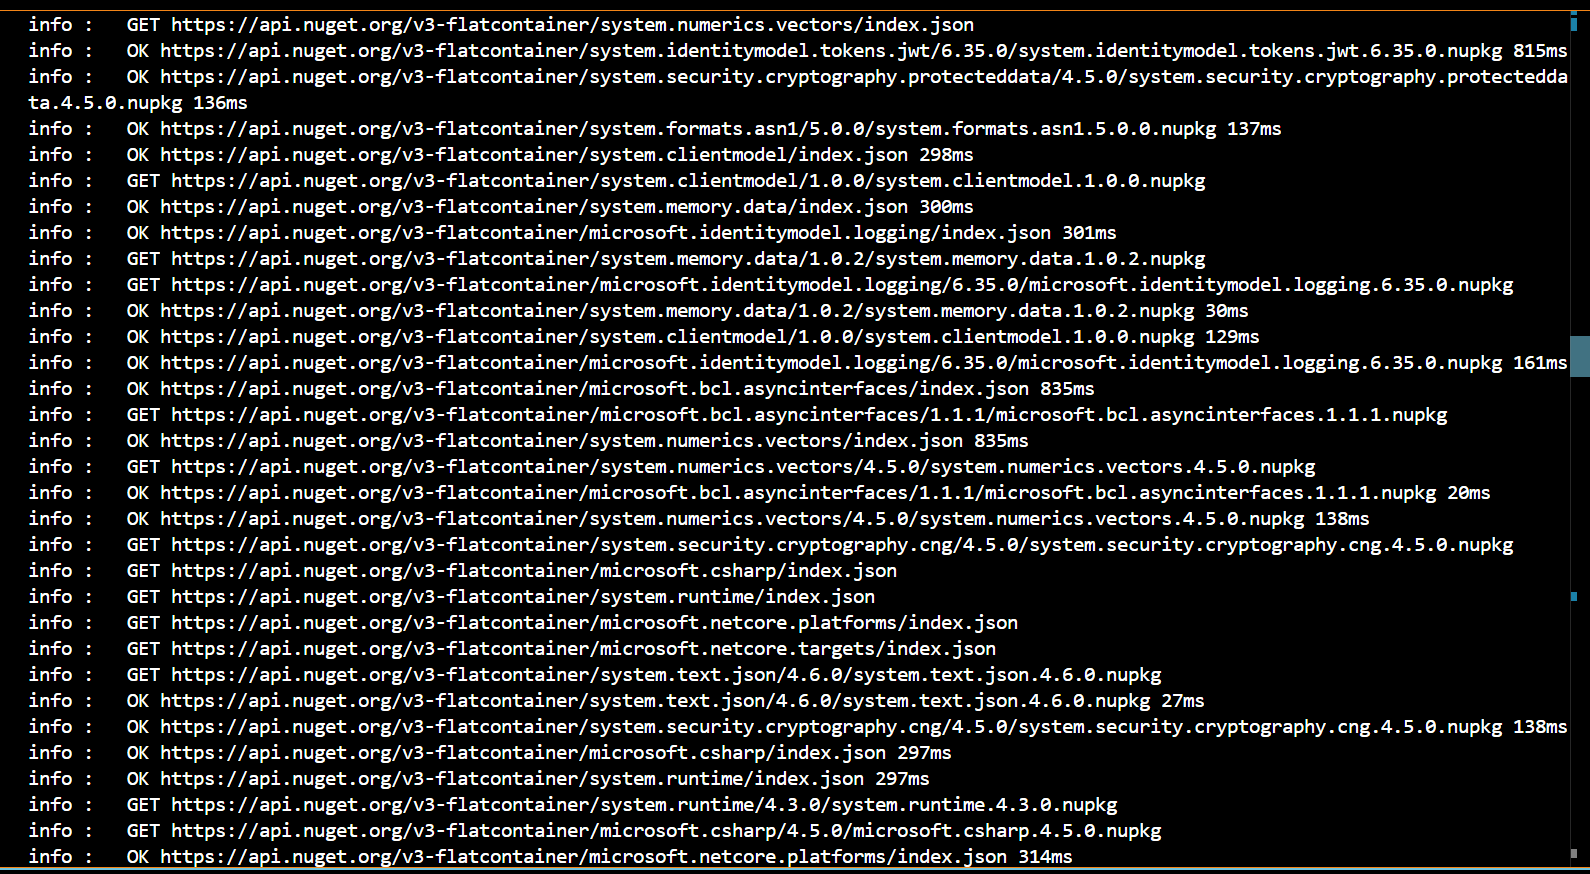 info :   GET https://api.nuget.org/v3-flatcontainer/system.numerics.vectors/index.json
info :   OK https://api.nuget.org/v3-flatcontainer/system.identitymodel.tokens.jwt/6.35.0/system.identitymodel.tokens.jwt.6.35.0.nupkg 815ms
info :   OK https://api.nuget.org/v3-flatcontainer/system.security.cryptography.protecteddata/4.5.0/system.security.cryptography.protectedda
ta.4.5.0.nupkg 136ms
info :   OK https://api.nuget.org/v3-flatcontainer/system.formats.asn1/5.0.0/system.formats.asn1.5.0.0.nupkg 137ms
info :   OK https://api.nuget.org/v3-flatcontainer/system.clientmodel/index.json 298ms
info :   GET https://api.nuget.org/v3-flatcontainer/system.clientmodel/1.0.0/system.clientmodel.1.0.0.nupkg
info :   OK https://api.nuget.org/v3-flatcontainer/system.memory.data/index.json 300ms
info :   OK https://api.nuget.org/v3-flatcontainer/microsoft.identitymodel.logging/index.json 301ms
info :   GET https://api.nuget.org/v3-flatcontainer/system.memory.data/1.0.2/system.memory.data.1.0.2.nupkg
info :   GET https://api.nuget.org/v3-flatcontainer/microsoft.identitymodel.logging/6.35.0/microsoft.identitymodel.logging.6.35.0.nupkg
info :   OK https://api.nuget.org/v3-flatcontainer/system.memory.data/1.0.2/system.memory.data.1.0.2.nupkg 30ms
info :   OK https://api.nuget.org/v3-flatcontainer/system.clientmodel/1.0.0/system.clientmodel.1.0.0.nupkg 129ms
info :   OK https://api.nuget.org/v3-flatcontainer/microsoft.identitymodel.logging/6.35.0/microsoft.identitymodel.logging.6.35.0.nupkg 161ms
info :   OK https://api.nuget.org/v3-flatcontainer/microsoft.bcl.asyncinterfaces/index.json 835ms
info :   GET https://api.nuget.org/v3-flatcontainer/microsoft.bcl.asyncinterfaces/1.1.1/microsoft.bcl.asyncinterfaces.1.1.1.nupkg
info :   OK https://api.nuget.org/v3-flatcontainer/system.numerics.vectors/index.json 835ms
info :   GET https://api.nuget.org/v3-flatcontainer/system.numerics.vectors/4.5.0/system.numerics.vectors.4.5.0.nupkg
info :   OK https://api.nuget.org/v3-flatcontainer/microsoft.bcl.asyncinterfaces/1.1.1/microsoft.bcl.asyncinterfaces.1.1.1.nupkg 20ms
info :   OK https://api.nuget.org/v3-flatcontainer/system.numerics.vectors/4.5.0/system.numerics.vectors.4.5.0.nupkg 138ms
info :   GET https://api.nuget.org/v3-flatcontainer/system.security.cryptography.cng/4.5.0/system.security.cryptography.cng.4.5.0.nupkg
info :   GET https://api.nuget.org/v3-flatcontainer/microsoft.csharp/index.json
info :   GET https://api.nuget.org/v3-flatcontainer/system.runtime/index.json
info :   GET https://api.nuget.org/v3-flatcontainer/microsoft.netcore.platforms/index.json
info :   GET https://api.nuget.org/v3-flatcontainer/microsoft.netcore.targets/index.json
info :   GET https://api.nuget.org/v3-flatcontainer/system.text.json/4.6.0/system.text.json.4.6.0.nupkg
info :   OK https://api.nuget.org/v3-flatcontainer/system.text.json/4.6.0/system.text.json.4.6.0.nupkg 27ms
info :   OK https://api.nuget.org/v3-flatcontainer/system.security.cryptography.cng/4.5.0/system.security.cryptography.cng.4.5.0.nupkg 138ms
info :   OK https://api.nuget.org/v3-flatcontainer/microsoft.csharp/index.json 297ms
info :   OK https://api.nuget.org/v3-flatcontainer/system.runtime/index.json 297ms
info :   GET https://api.nuget.org/v3-flatcontainer/system.runtime/4.3.0/system.runtime.4.3.0.nupkg
info :   GET https://api.nuget.org/v3-flatcontainer/microsoft.csharp/4.5.0/microsoft.csharp.4.5.0.nupkg
info :   OK https://api.nuget.org/v3-flatcontainer/microsoft.netcore.platforms/index.json 314ms